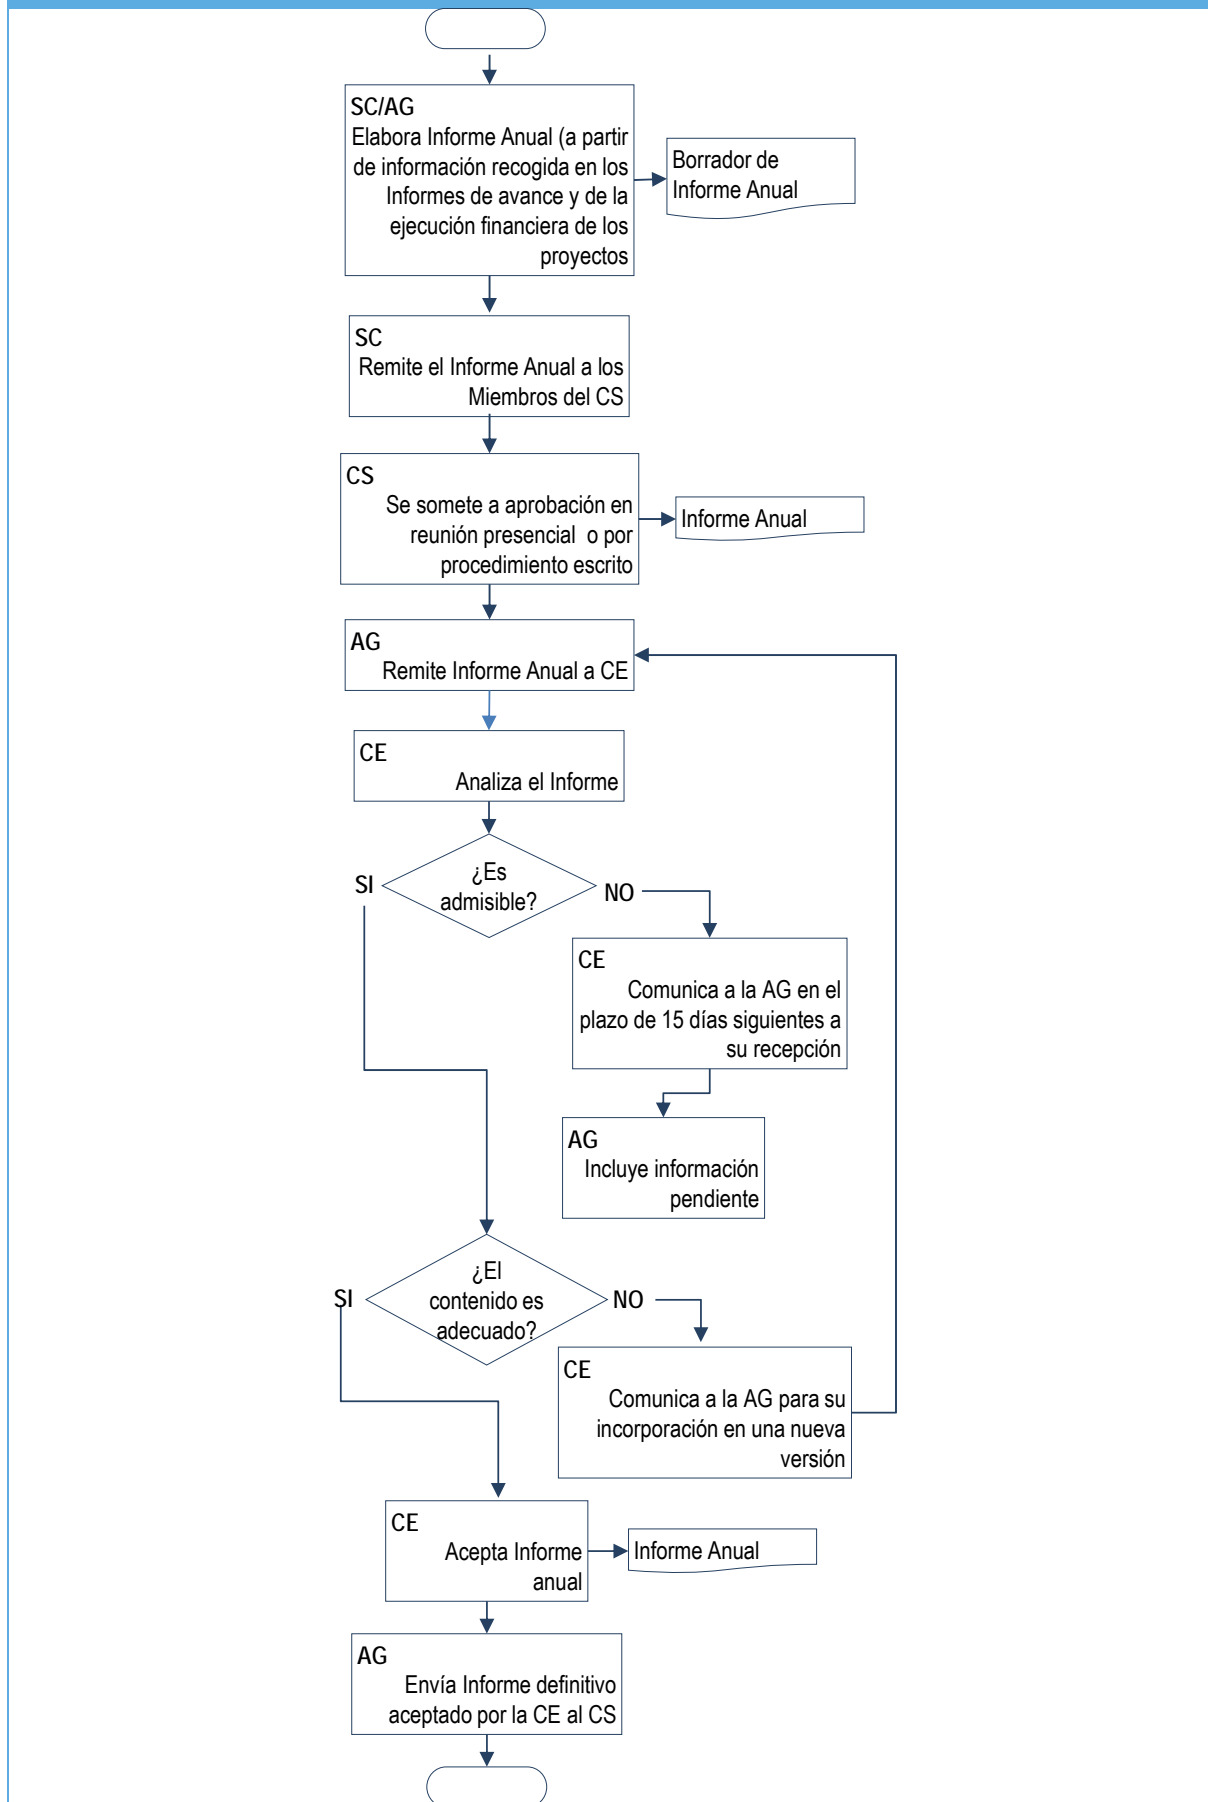 SC/AG
Elabora Informe Anual (a partir
de información recogida en los
Informes de avance y de la
ejecución financiera de los
proyectos
Borrador de
Informe Anual
SC
Remite el Informe Anual a los
Miembros del CS
CS
Se somete a aprobación en
reunión presencial o por
procedimiento escrito
Informe Anual
AG
Remite Informe Anual a CE
CE
Analiza el Informe
¿Es
admisible?
SI
NO
CE
Comunica a la AG en el
plazo de 15 días siguientes a
su recepción
AG
Incluye información
pendiente
¿El
contenido es
adecuado?
SI
NO
CE
Comunica a la AG para su
incorporación en una nueva
versión
CE
Acepta Informe
anual
Informe Anual
AG
Envía Informe definitivo
aceptado por la CE al CS